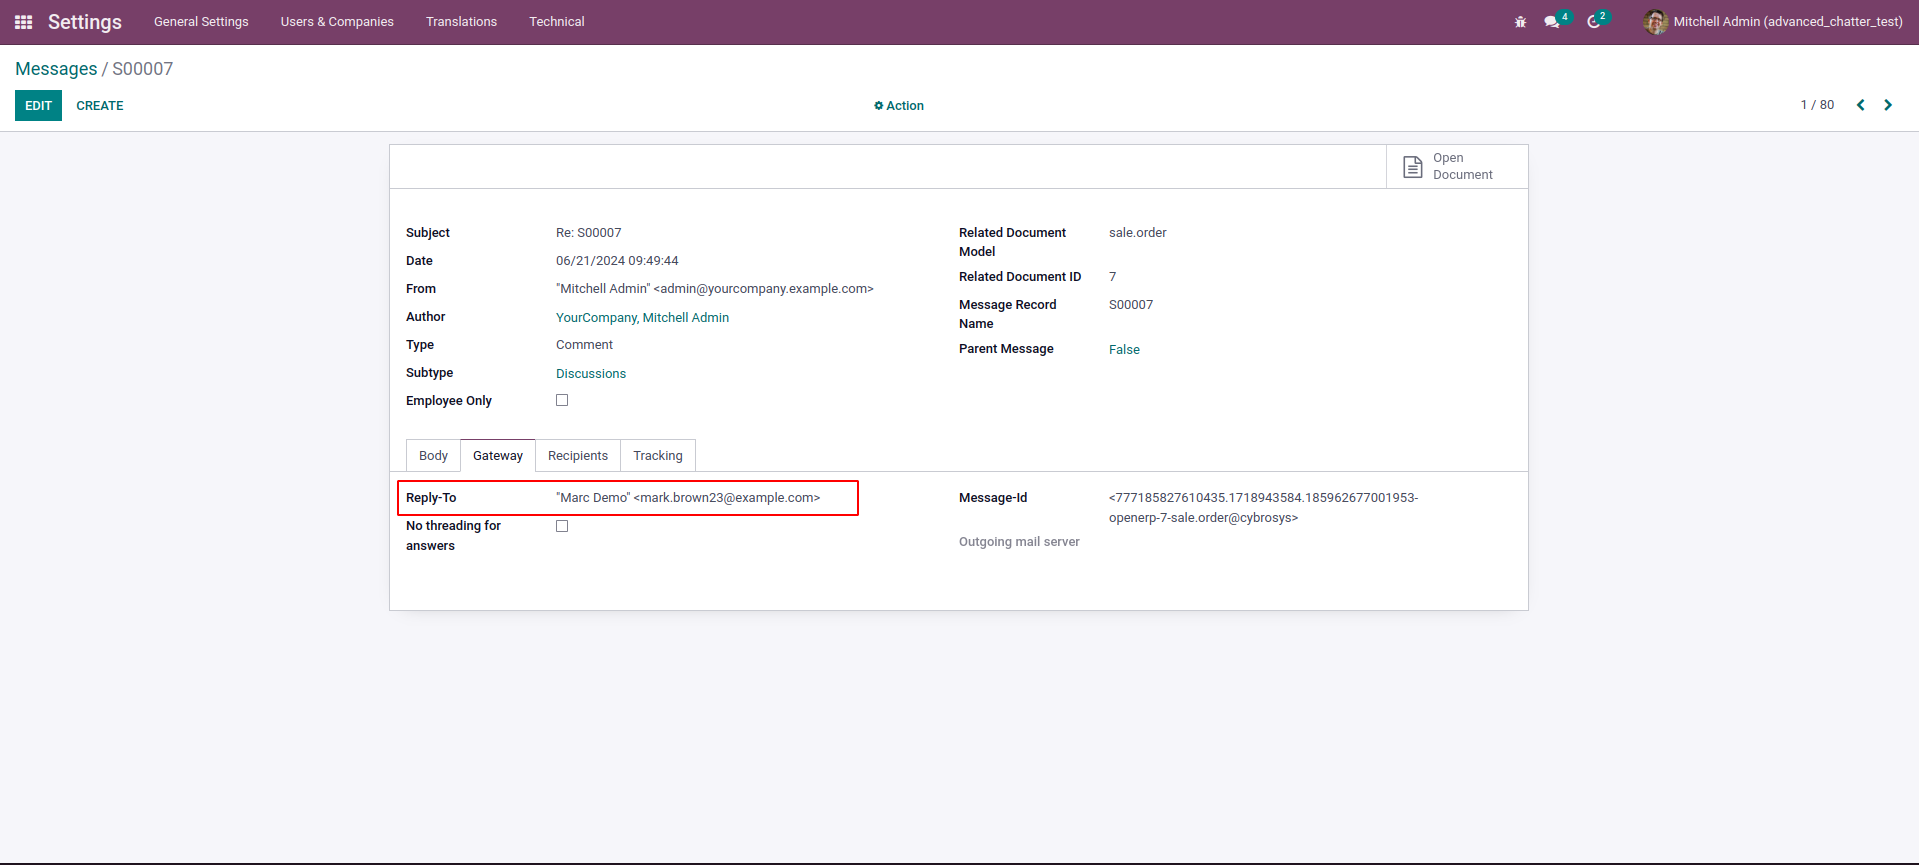 Settings
General Settings
Users & Companies
Translations
Technical
4
2
Mitchell Admin (advanced_chatter_test)
Messages / S00007
EDIT
CREATE
Action
1 / 80
Open
Document
Subject
Re: S00007
Date
06/21/2024 09:49:44
From
"Mitchell Admin" <admin@yourcompany.example.com>
Author
YourCompany, Mitchell Admin
Type
Comment
Subtype
Discussions
Employee Only
Related Document
Model
sale.order
Related Document ID
7
Message Record
Name
S00007
Parent Message
False
Body
Gateway
Recipients
Tracking
Reply-To
"Marc Demo" <mark.brown23@example.com>
No threading for
answers
Message-Id
<777185827610435.1718943584.185962677001953-
openerp-7-sale.order@cybrosys>
Outgoing mail server